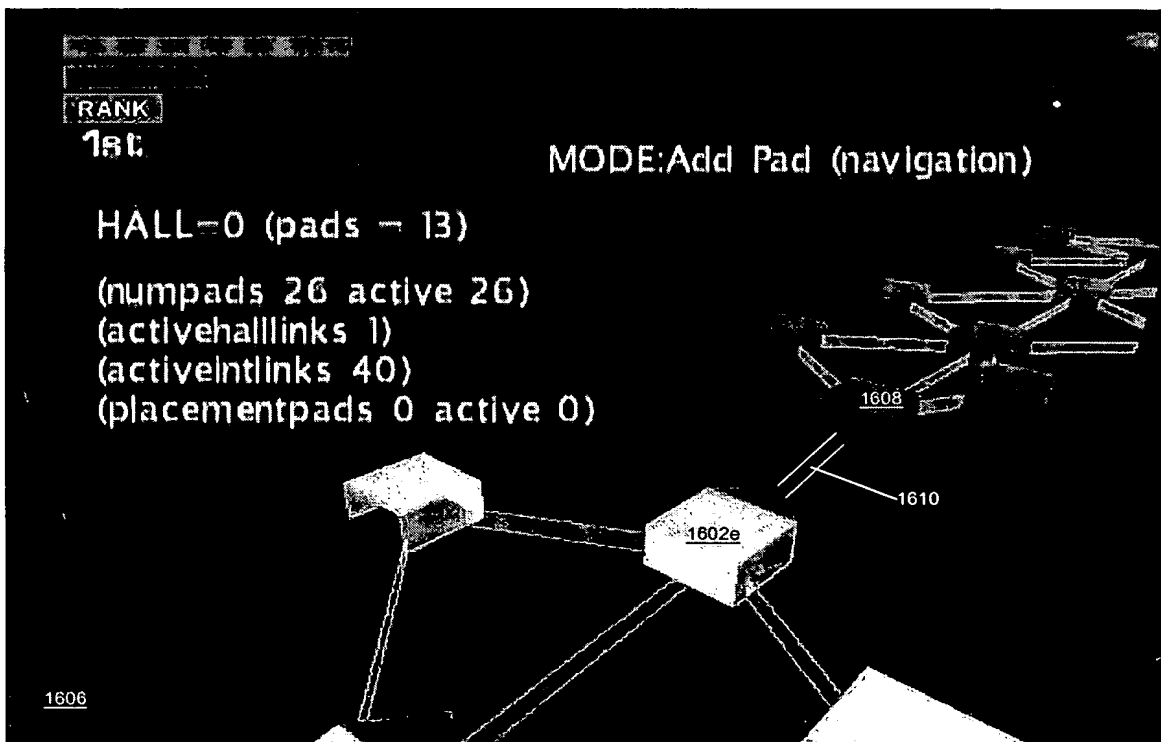 RANK
1st
MODE:Add Pad (navigation)
HALL=0 (pads - 13)
(numpads 26 active 26)
(activehalllinks 1)
(activeintlinks 40)
(placementpads 0 active 0)
1608
1610
1602e
1606